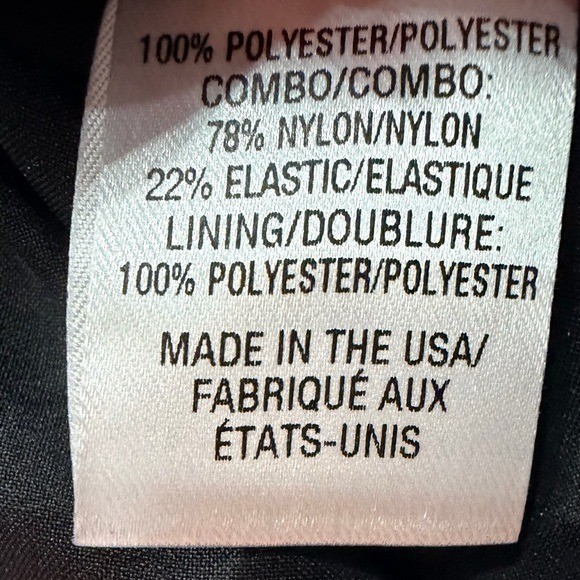 100% POLYESTER/POLYESTER
COMBO/COMBO:
78% NYLON/NYLON
22% ELASTIC/ELASTIQUE
LINING/DOUBLURE:
100% POLYESTER/POLYESTER
MADE IN THE USA/
FABRIQUÉ AUX
ÉTATS-UNIS